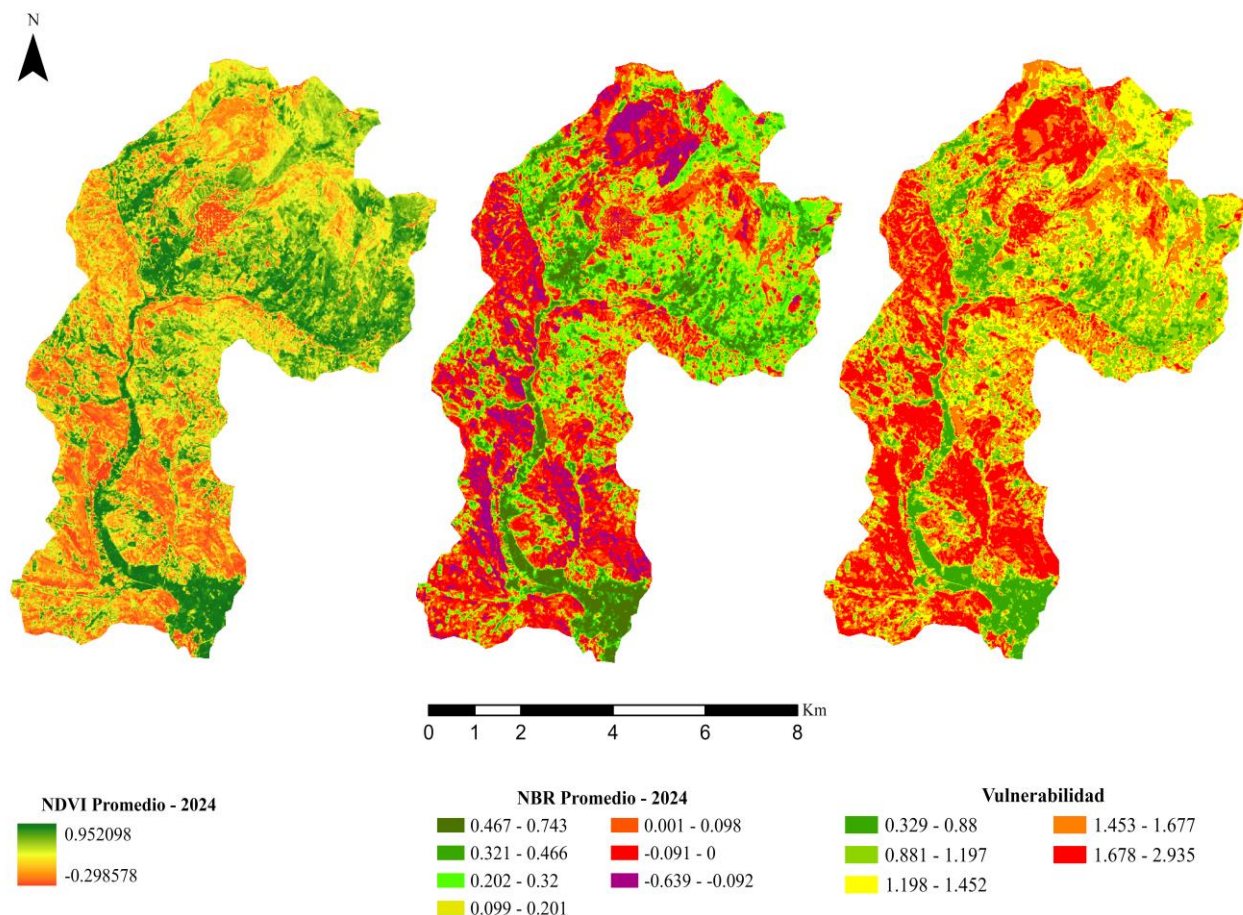 N
Km
0 1 2 4 6 8
NDVI Promedio - 2024
0.952098
-0.298578
NBR Promedio - 2024
0.467 - 0.743
0.321 - 0.466
0.202 - 0.32
0.099 - 0.201
0.001 - 0.098
-0.091 - 0
-0.639 - -0.092
Vulnerabilidad
0.329 - 0.88
0.881 - 1.197
1.198 - 1.452
1.453 - 1.677
1.678 - 2.935